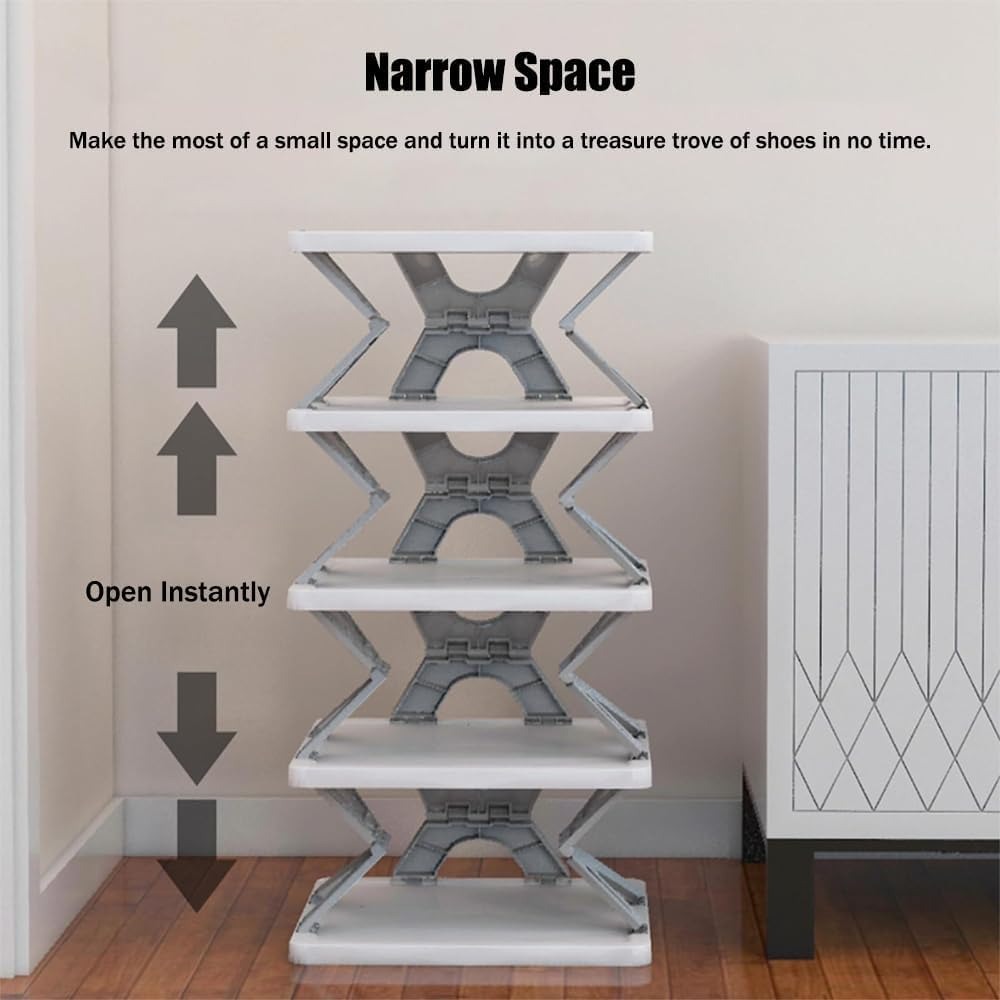 Narrow Space
Make the most of a small space and turn it into a treasure trove of shoes in no time.
Open Instantly